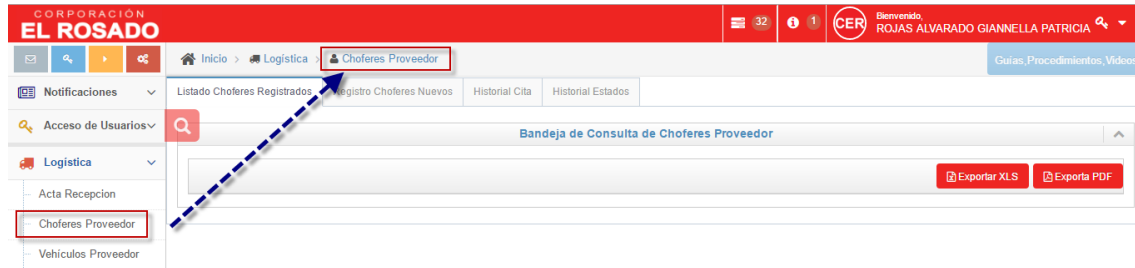 CORPORACIÓN
EL ROSADO
32
1
CER
Bienvenido,
ROJAS ALVARADO GIANNELLA PATRICIA
Inicio > Logística > Choferes Proveedor
Guías,Procedimientos,Videos
Notificaciones
Acceso de Usarios
Logística
Acta Recepcion
Choferes Proveedor
Vehículos Proveedor
Listado Choferes Registrados
Registro Choferes Nuevos
Historial Cita
Historial Estados
Bandeja de Consulta de Choferes Proveedor
Exportar XLS
Exporta PDF